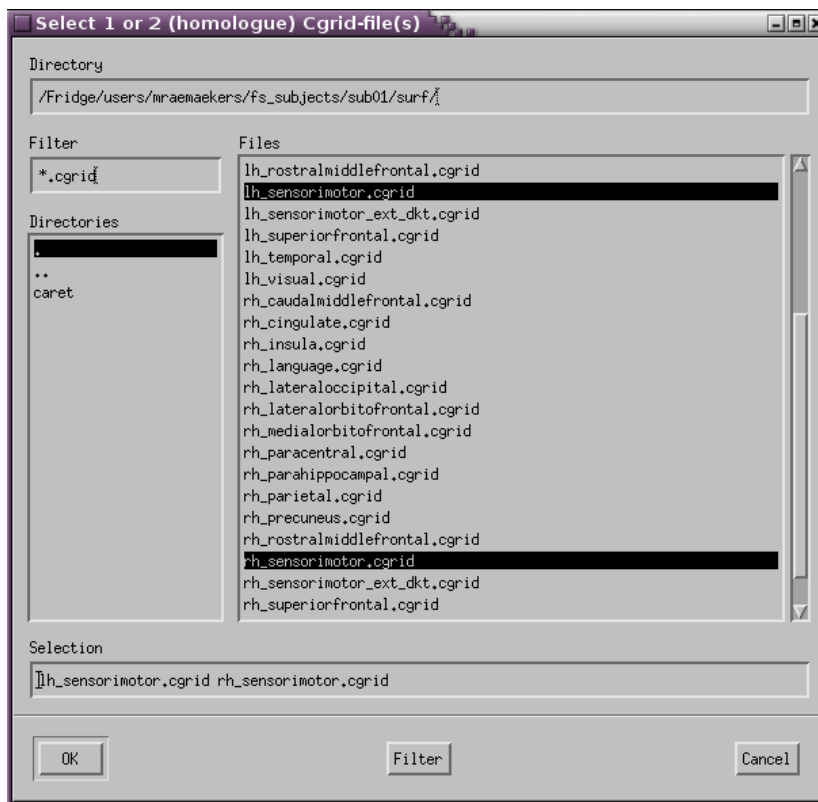 Select 1 or 2 (homologue) Cgrid-file(s)
Directory
/Fridge/users/mraemaekers/fs_subjects/sub01/surf/
Filter
*.cgrid
Directories
.
..
caret
Files
lh_rostralmiddlefrontal.cgrid
lh_sensorimotor.cgrid
lh_sensorimotor_ext_dkt.cgrid
lh_superiorfrontal.cgrid
lh_temporal.cgrid
lh_visual.cgrid
rh_caudalmiddlefrontal.cgrid
rh_cingulate.cgrid
rh_insula.cgrid
rh_language.cgrid
rh_lateraloccipital.cgrid
rh_lateralorbitofrontal.cgrid
rh_medialorbitofrontal.cgrid
rh_paracentral.cgrid
rh_parahippocampal.cgrid
rh_parietal.cgrid
rh_precuneus.cgrid
rh_rostralmiddlefrontal.cgrid
rh_sensorimotor.cgrid
rh_sensorimotor_ext_dkt.cgrid
rh_superiorfrontal.cgrid
Selection
lh_sensorimotor.cgrid rh_sensorimotor.cgrid
OK
Filter
Cancel